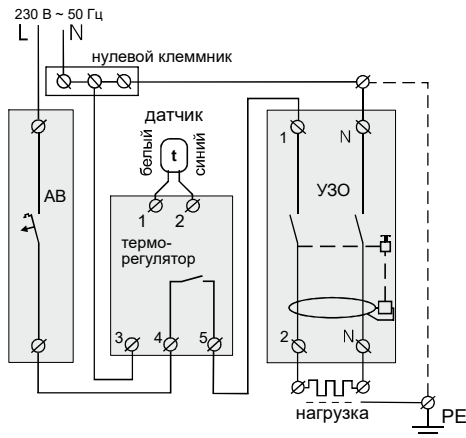 230 В ~ 50 Гц
L N
нулевой клеммник
датчик
белый
t
синий
1 N
АВ
УЗО
1 2
термо-
регулятор
3 4 5
2 N
нагрузка
PE